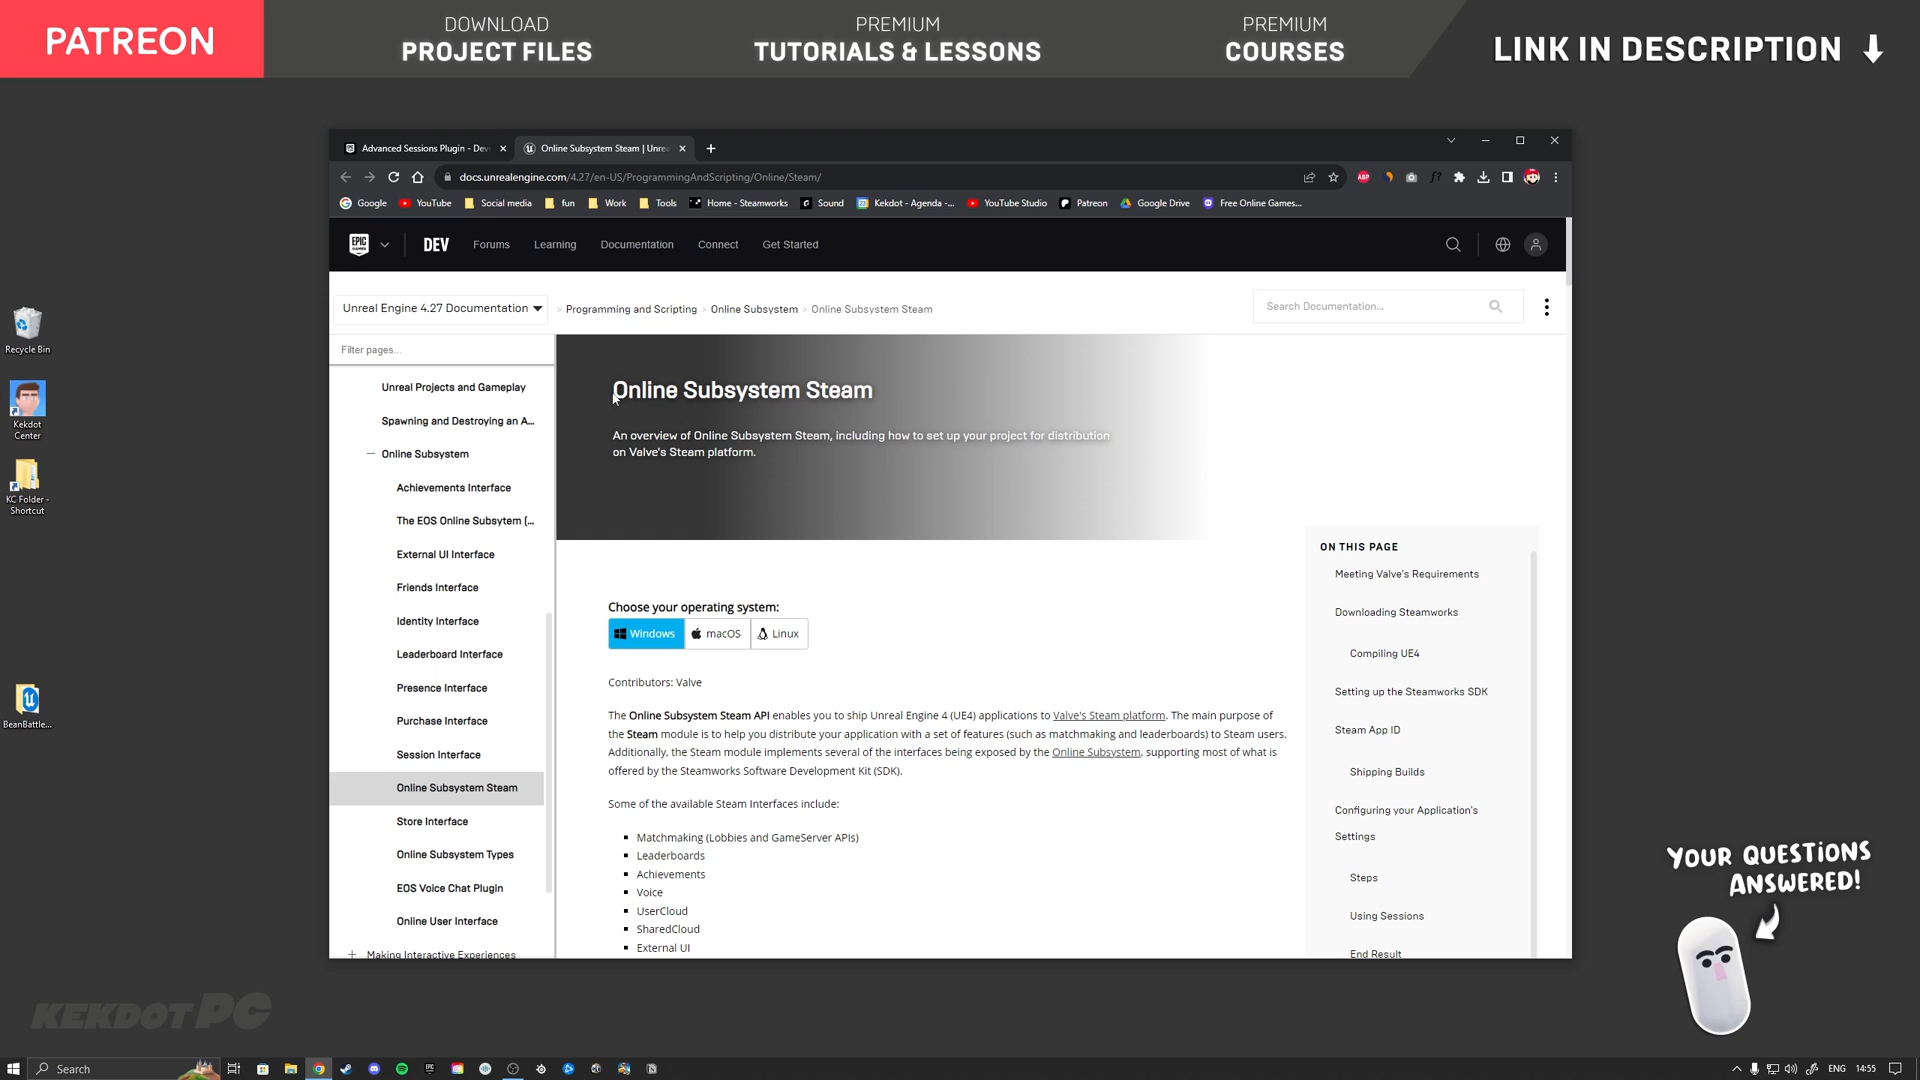 PATREON
DOWNLOAD
PROJECT FILES
PREMIUM
TUTORIALS & LESSONS
PREMIUM
COURSES
LINK IN DESCRIPTION
Advanced Sessions Plugin - Dev
Online Subsystem Steam | Unre
docs.unrealengine.com/4.27/en-US/ProgrammingAndScripting/Online/Steam/
ABP
f?
Google
YouTube
Social media
fun
Work
Tools
Home - Steamworks
Sound
Kekdot - Agenda -...
YouTube Studio
Patreon
Google Drive
Free Online Games...
EPIC GAMES
DEV
Forums
Learning
Documentation
Connect
Get Started
Unreal Engine 4.27 Documentation
> Programming and Scripting > Online Subsystem > Online Subsystem Steam
Search Documentation...
Filter pages...
Unreal Projects and Gameplay
Spawning and Destroying an A...
Online Subsystem
Achievements Interface
The EOS Online Subsytem (...
External UI Interface
Friends Interface
Identity Interface
Leaderboard Interface
Presence Interface
Purchase Interface
Session Interface
Online Subsystem Steam
Store Interface
Online Subsystem Types
EOS Voice Chat Plugin
Online User Interface
Making Interactive Experiences
Online Subsystem Steam
An overview of Online Subsystem Steam, including how to set up your project for distribution
on Valve's Steam platform.
Choose your operating system:
Windows
macOS
Linux
Contributors: Valve
The Online Subsystem Steam API enables you to ship Unreal Engine 4 (UE4) applications to Valve's Steam platform. The main purpose of
the Steam module is to help you distribute your application with a set of features (such as matchmaking and leaderboards) to Steam users.
Additionally, the Steam module implements several of the interfaces being exposed by the Online Subsystem, supporting most of what is
offered by the Steamworks Software Development Kit (SDK).
Some of the available Steam Interfaces include:
Matchmaking (Lobbies and GameServer APIs)
Leaderboards
Achievements
Voice
UserCloud
SharedCloud
External UI
ON THIS PAGE
Meeting Valve's Requirements
Downloading Steamworks
Compiling UE4
Setting up the Steamworks SDK
Steam App ID
Shipping Builds
Configuring your Application's
Settings
Steps
Using Sessions
End Result
Recycle Bin
Kekdot
Center
KC Folder -
Shortcut
BeanBattle...
YOUR QUESTIONS
ANSWERED!
KEKDOT PC
Search
ENG
14:55